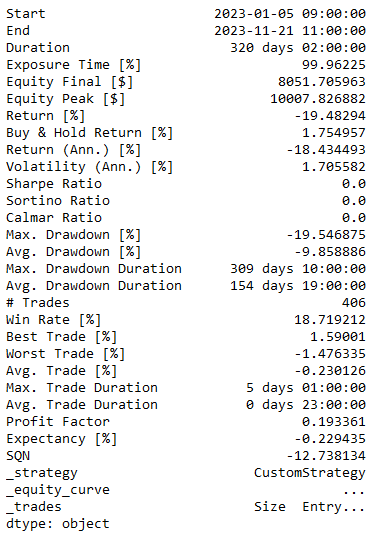 Start 2023-01-05 09:00:00
End 2023-11-21 11:00:00
Duration 320 days 02:00:00
Exposure Time [%] 99.96225
Equity Final [$] 8051.705963
Equity Peak [$] 10007.826882
Return [%] -19.48294
Buy & Hold Return [%] 1.754957
Return (Ann.) [%] -18.434493
Volatility (Ann.) [%] 1.705582
Sharpe Ratio 0.0
Sortino Ratio 0.0
Calmar Ratio 0.0
Max. Drawdown [%] -19.546875
Avg. Drawdown [%] -9.858886
Max. Drawdown Duration 309 days 10:00:00
Avg. Drawdown Duration 154 days 19:00:00
# Trades 406
Win Rate [%] 18.719212
Best Trade [%] 1.59001
Worst Trade [%] -1.476335
Avg. Trade [%] -0.230126
Max. Trade Duration 5 days 01:00:00
Avg. Trade Duration 0 days 23:00:00
Profit Factor 0.193361
Expectancy [%] -0.229435
SQN -12.738134
_strategy CustomStrategy
_equity_curve ...
_trades Size Entry...
dtype: object